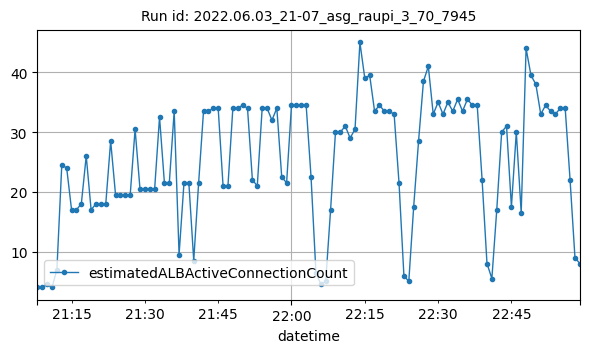 Run id: 2022.06.03_21-07_asg_raupi_3_70_7945
40
30
20
10
estimatedALBActiveConnectionCount
21:15 21:30 21:45 22:00 22:15 22:30 22:45
datetime